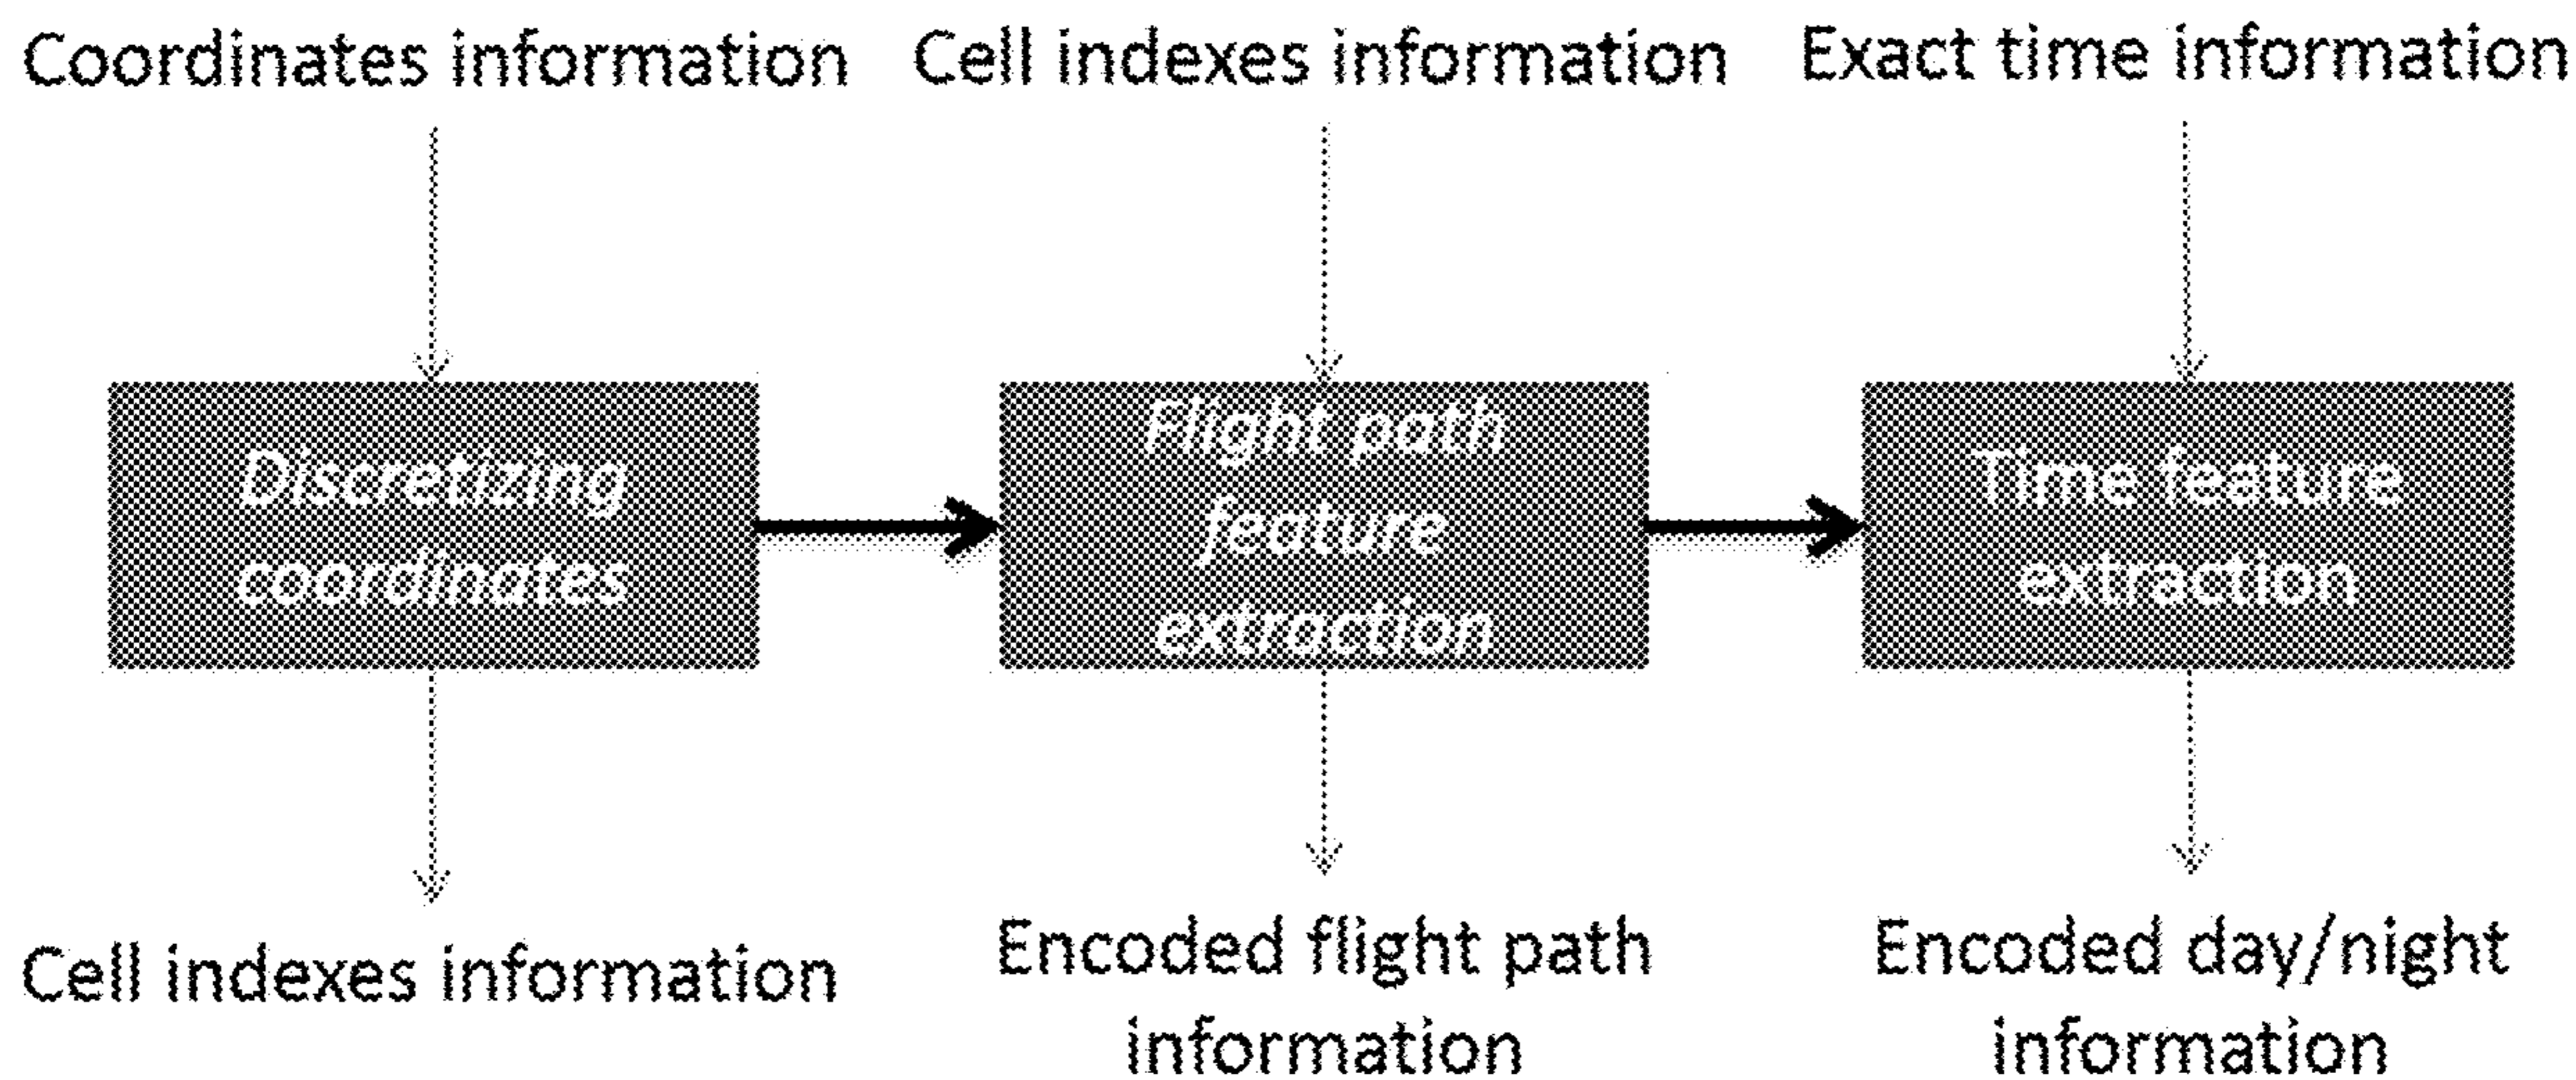 Coordinates information
Cell indexes information
Exact time information
Discretizing
coordinates
Flight path
feature
extraction
Time feature
extraction
Cell indexes information
Encoded flight path
information
Encoded day/night
information